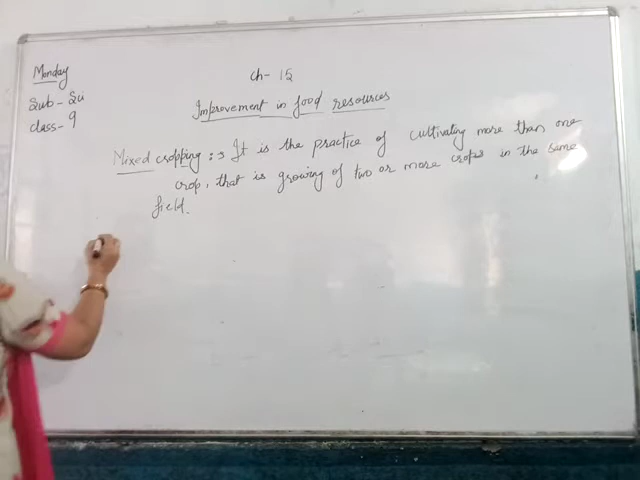 Monday
Sub - Sci
class - 9
Ch - 15
Improvement in food resources
Mixed cropping :→ It is the practice of cultivating more than one
crop, that is growing of two or more crops in the same
field.